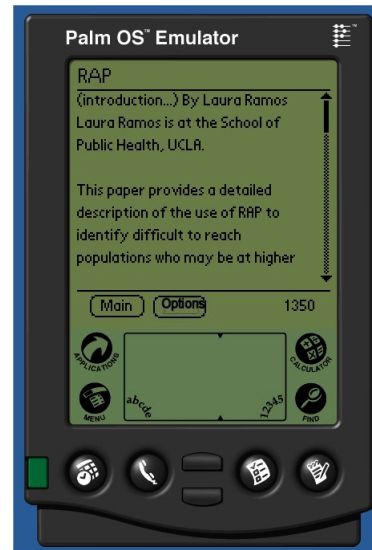 Palm OS™ Emulator
RAP
(introduction...) By Laura Ramos
Laura Ramos is at the School of
Public Health, UCLA.
This paper provides a detailed
description of the use of RAP to
identify difficult to reach
populations who may be at higher
Main Options 1350
APPLICATIONS
CALCULATOR
MENU
abcde
12345
FIND